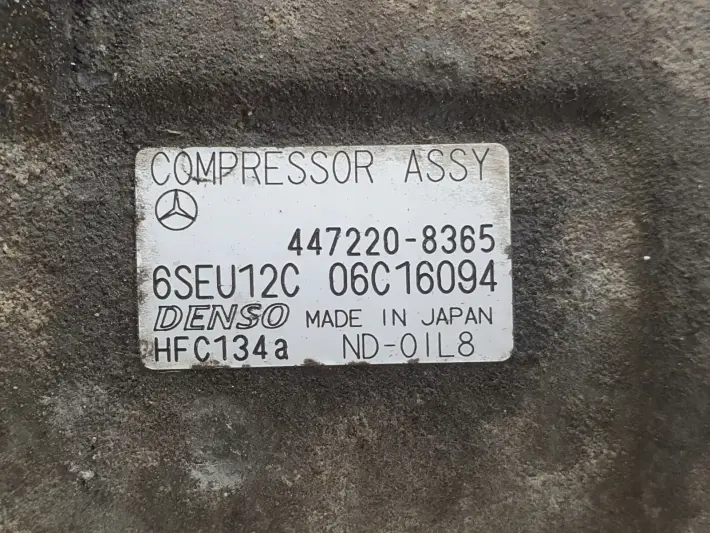 COMPRESSOR ASSY
447220-8365
6SEU12C 06C16094
DENSO MADE IN JAPAN
HFC134a ND-OIL8